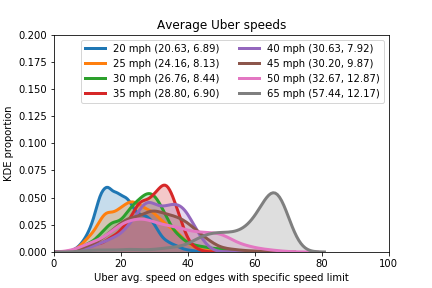 Average Uber speeds
0.200
0.175
0.150
0.125
0.100
0.075
0.050
0.025
0.000
KDE proportion
20 mph (20.63, 6.89)
25 mph (24.16, 8.13)
30 mph (26.76, 8.44)
35 mph (28.80, 6.90)
40 mph (30.63, 7.92)
45 mph (30.20, 9.87)
50 mph (32.67, 12.87)
65 mph (57.44, 12.17)
0 20 40 60 80 100
Uber avg. speed on edges with specific speed limit